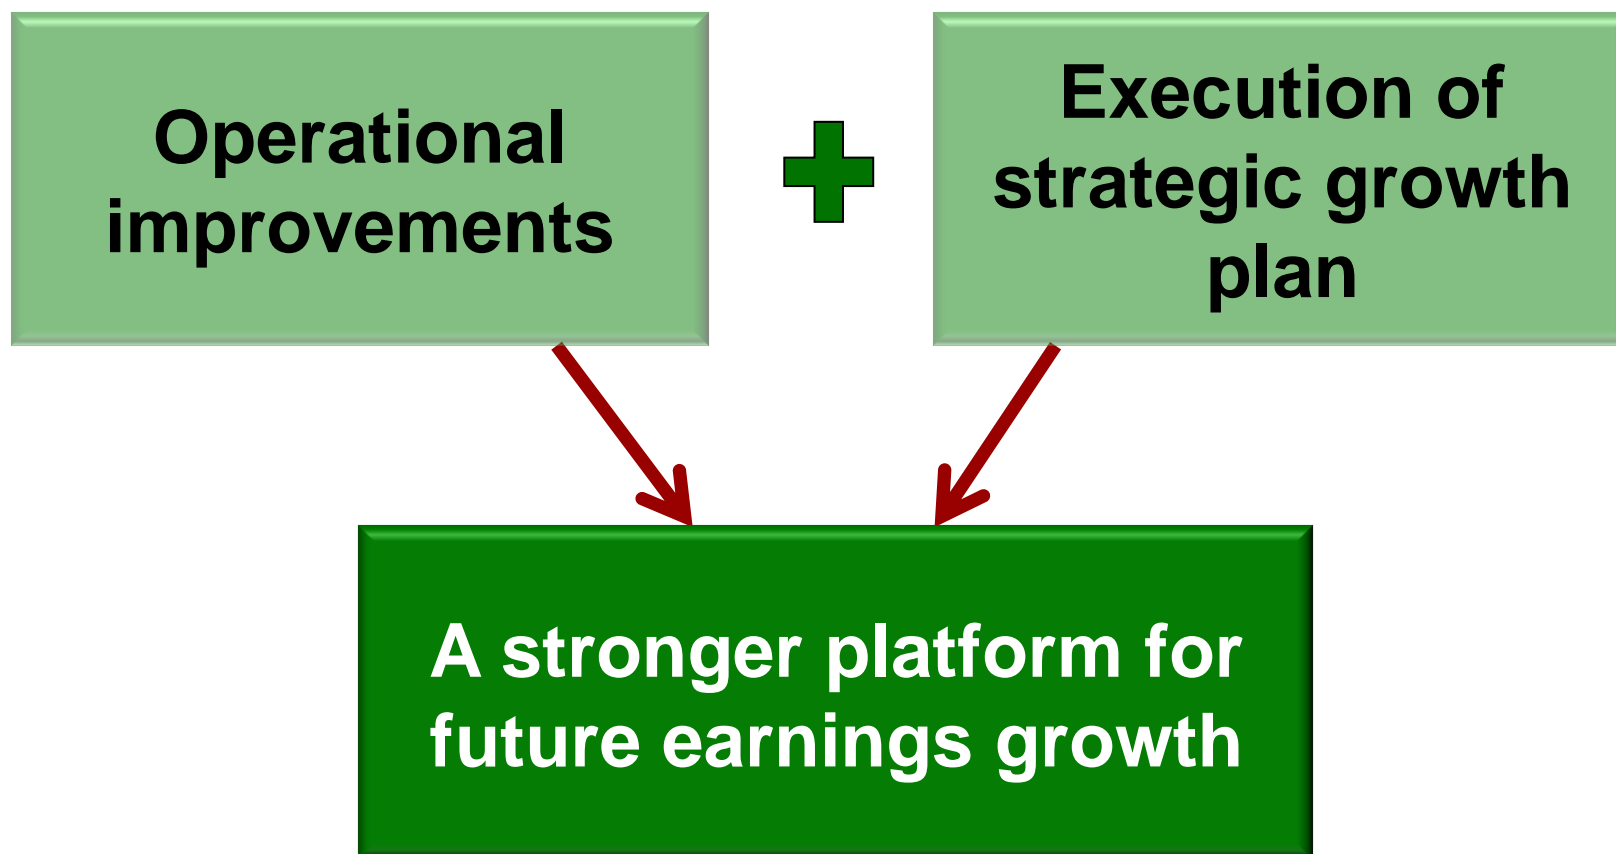 Operational
improvements
Execution of
strategic growth
plan
A stronger platform for
future earnings growth